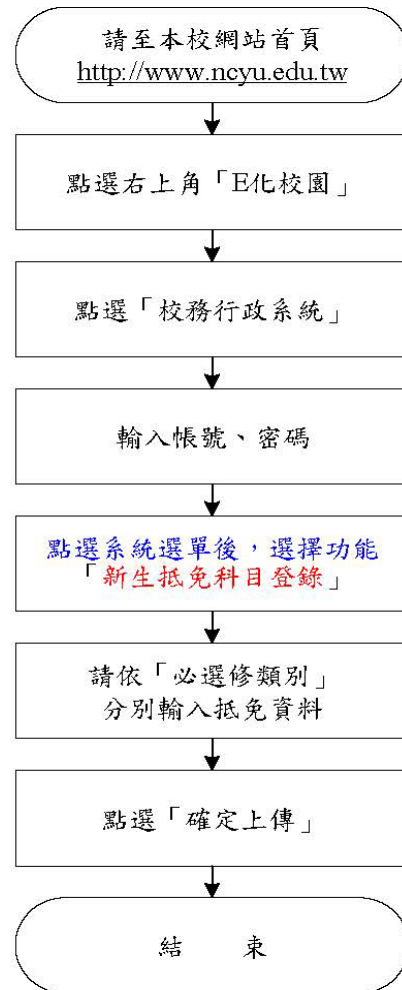 請至本校網站首頁
http://www.ncyu.edu.tw
點選右上角「E化校園」
點選「校務行政系統」
輸入帳號、密碼
點選系統選單後，選擇功能
「新生抵免科目登錄」
請依「必選修類別」
分別輸入抵免資料
點選「確定上傳」
結　　束